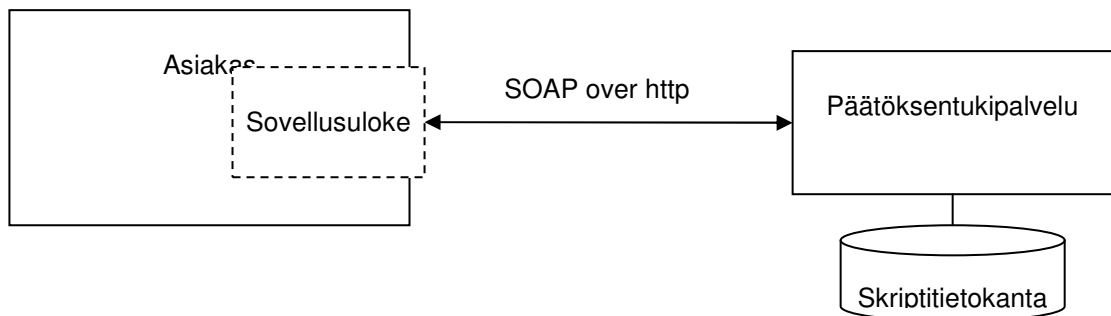 Asiakas
Sovellusuloke
SOAP over http
Päätöksentukipalvelu
Skriptitietokanta